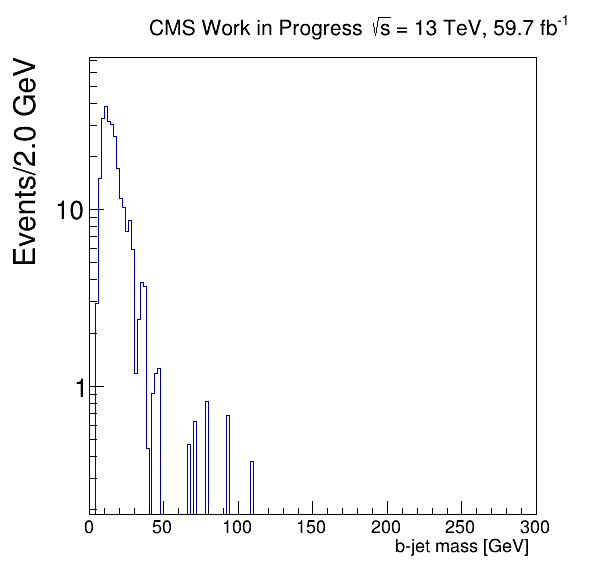 CMS Work in Progress √s = 13 TeV, 59.7 fb⁻¹
Events/2.0 GeV
10
1
0 50 100 150 200 250 300
b-jet mass [GeV]